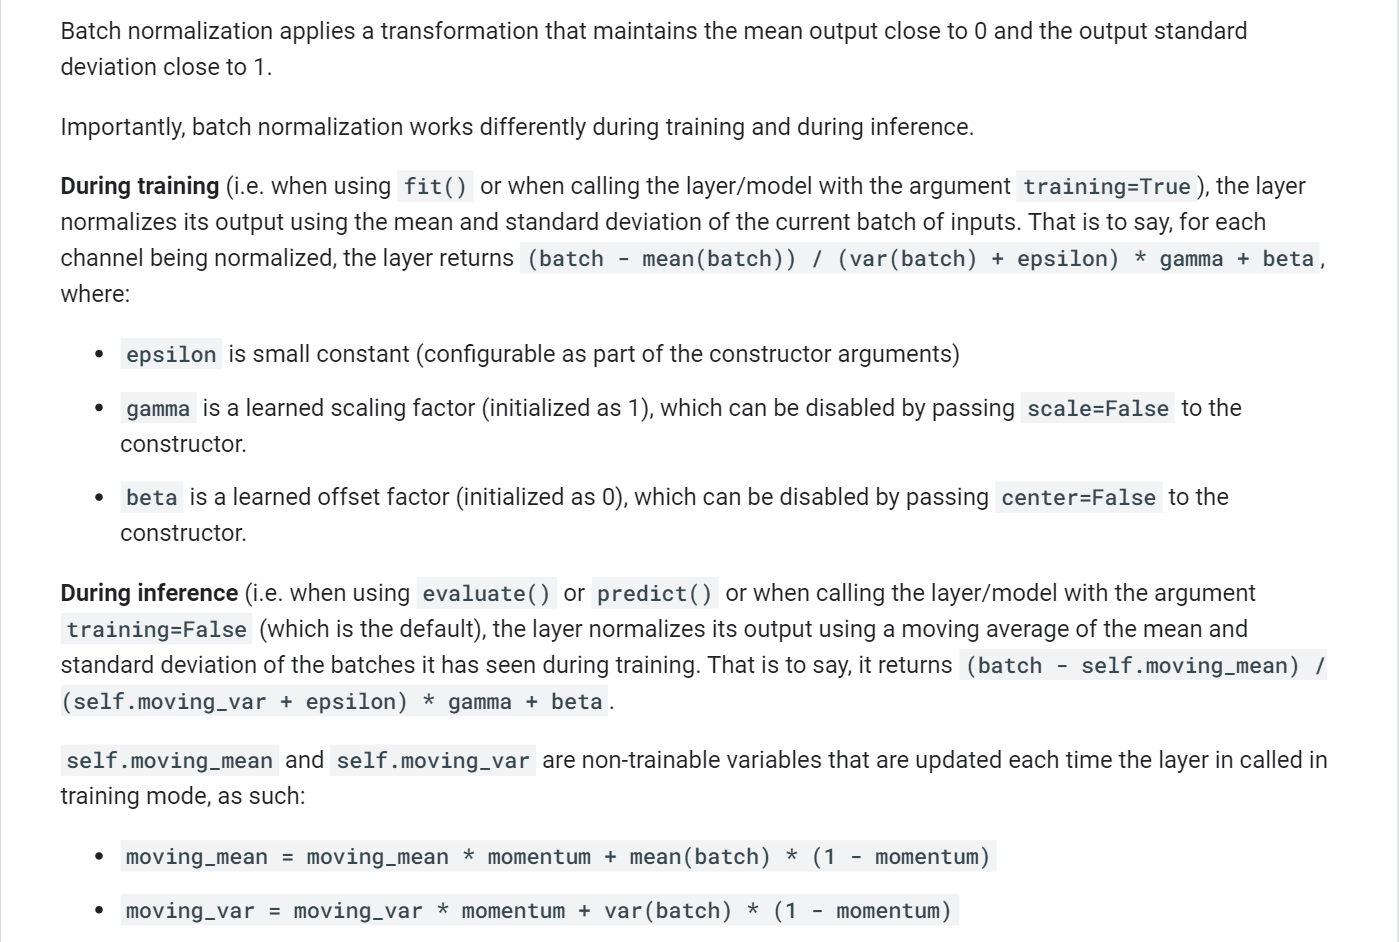 Batch normalization applies a transformation that maintains the mean output close to 0 and the output standard
deviation close to 1.
Importantly, batch normalization works differently during training and during inference.
During training (i.e. when using fit() or when calling the layer/model with the argument training=True), the layer
normalizes its output using the mean and standard deviation of the current batch of inputs. That is to say, for each
channel being normalized, the layer returns (batch - mean(batch)) / (var(batch) + epsilon) * gamma + beta,
where:
• epsilon is small constant (configurable as part of the constructor arguments)
• gamma is a learned scaling factor (initialized as 1), which can be disabled by passing scale=False to the
constructor.
• beta is a learned offset factor (initialized as 0), which can be disabled by passing center=False to the
constructor.
During inference (i.e. when using evaluate() or predict() or when calling the layer/model with the argument
training=False (which is the default), the layer normalizes its output using a moving average of the mean and
standard deviation of the batches it has seen during training. That is to say, it returns (batch - self.moving_mean) /
(self.moving_var + epsilon) * gamma + beta.
self.moving_mean and self.moving_var are non-trainable variables that are updated each time the layer in called in
training mode, as such:
• moving_mean = moving_mean * momentum + mean(batch) * (1 - momentum)
• moving_var = moving_var * momentum + var(batch) * (1 - momentum)